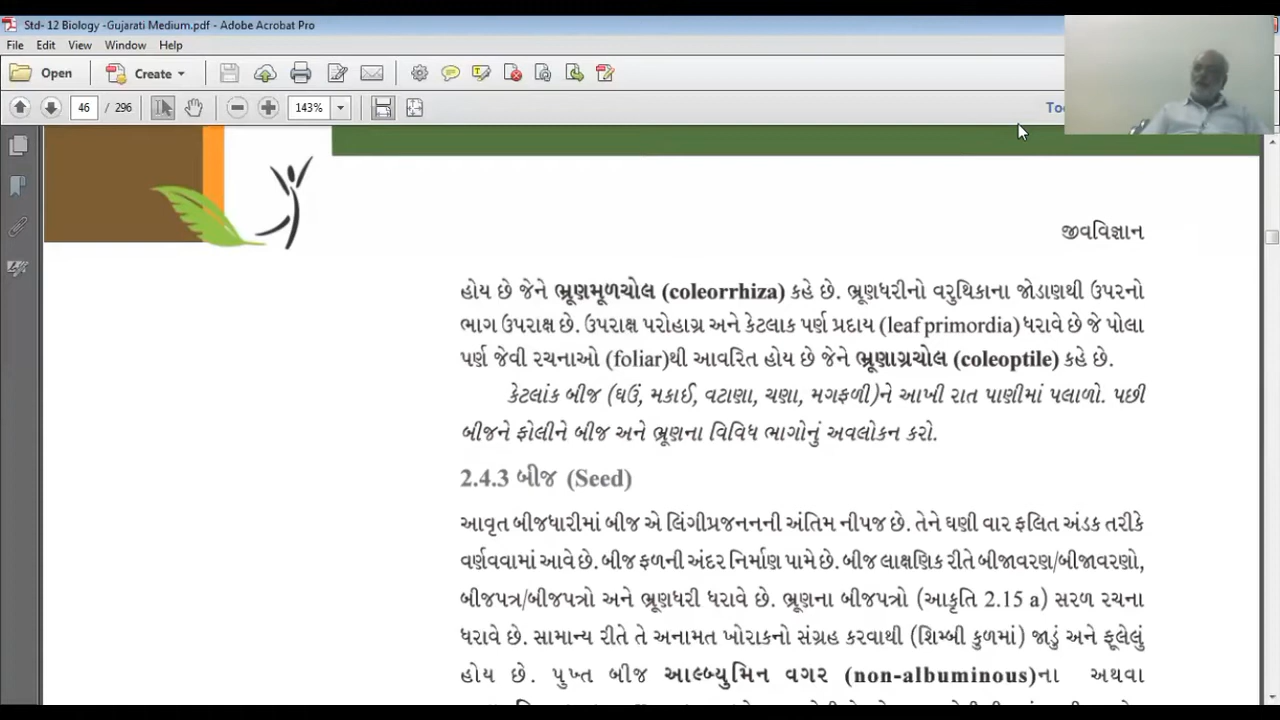 Std- 12 Biology -Gujarati Medium.pdf - Adobe Acrobat Pro
File Edit View Window Help
Open Create
46 / 296 143%
જીવવિજ્ઞાન
હોય છે જેને ભ્રૂણમૂળચોલ (coleorrhiza) કહે છે. ભ્રૂણધરીનો વરુથિકાના જોડાણથી ઉપરનો
ભાગ ઉપરાક્ષ છે. ઉપરાક્ષ પરોહાગ્ર અને કેટલાક પર્ણ પ્રદાય (leaf primordia) ધરાવે છે જે પોલા
પર્ણ જેવી રચનાઓ (foliar)થી આવરિત હોય છે જેને ભ્રૂણાગ્રચોલ (coleoptile) કહે છે.
કેટલાંક બીજ (ઘઉં, મકાઈ, વટાણા, ચણા, મગફળી)ને આખી રાત પાણીમાં પલાળો. પછી
બીજને ફોલીને બીજ અને ભ્રૂણના વિવિધ ભાગોનું અવલોકન કરો.
2.4.3 બીજ (Seed)
આવૃત બીજધારીમાં બીજ એ લિંગીપ્રજનનની અંતિમ નીપજ છે. તેને ઘણી વાર ફલિત અંડક તરીકે
વર્ણવવામાં આવે છે. બીજ ફળની અંદર નિર્માણ પામે છે. બીજ લાક્ષણિક રીતે બીજાવરણ/બીજાવરણો,
બીજપત્ર/બીજપત્રો અને ભ્રૂણધરી ધરાવે છે. ભ્રૂણના બીજપત્રો (આકૃતિ 2.15 a) સરળ રચના
ધરાવે છે. સામાન્ય રીતે તે અનામત ખોરાકનો સંગ્રહ કરવાથી (શિમ્બી કુળમાં) જાડું અને ફૂલેલું
હોય છે. પુખ્ત બીજ આલ્બ્યુમિન વગર (non-albuminous)ના અથવા